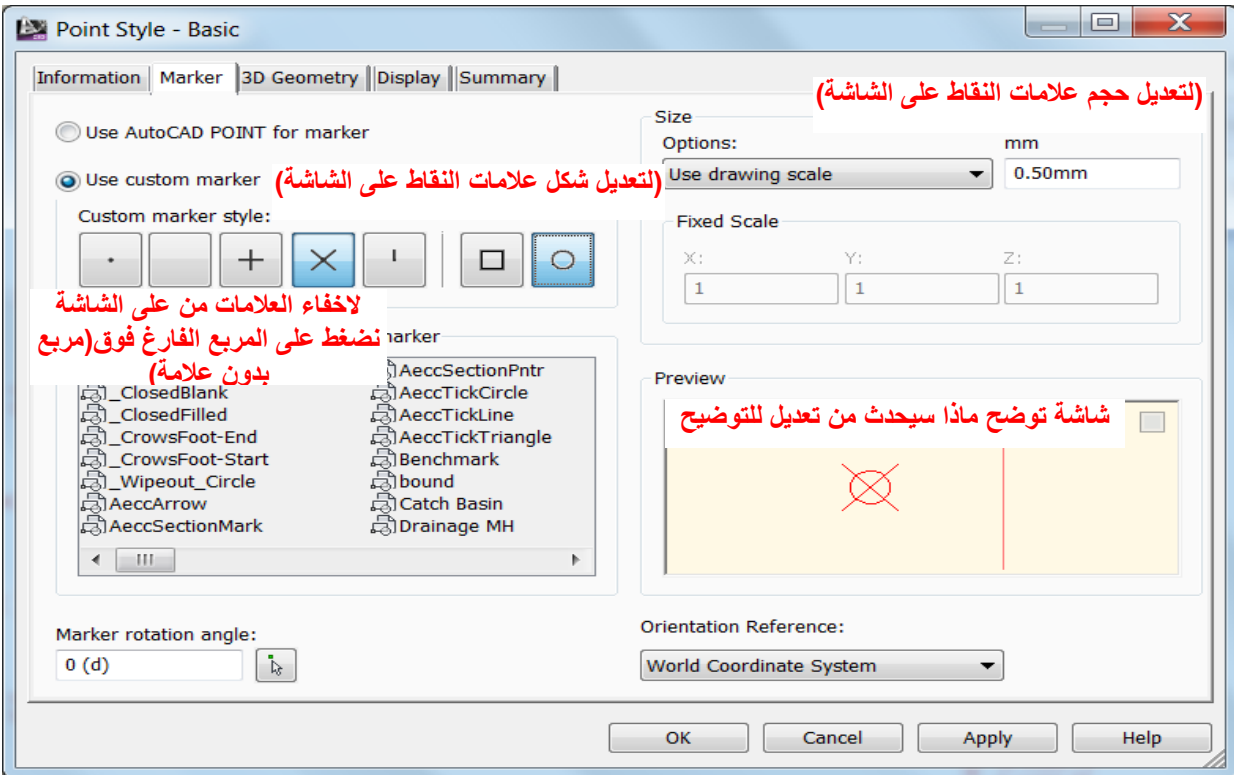 Point Style - Basic
Information Marker 3D Geometry Display Summary
(لتعديل حجم علامات النقاط على الشاشة)
Use AutoCAD POINT for marker
Use custom marker (لتعديل شكل علامات النقاط على الشاشة)
Custom marker style:
لاخفاء العلامات من على الشاشة
نضغط على المربع الفارغ فوق(مربع
بدون علامة)
marker
_ClosedBlank
_ClosedFilled
_CrowsFoot-End
_CrowsFoot-Start
_Wipeout_Circle
AeccArrow
AeccSectionMark
AeccSectionPntr
AeccTickCircle
AeccTickLine
AeccTickTriangle
Benchmark
bound
Catch Basin
Drainage MH
Marker rotation angle:
0 (d)
Size
Options: mm
Use drawing scale 0.50mm
Fixed Scale
X: Y: Z:
1 1 1
Preview
شاشة توضح ماذا سيحدث من تعديل للتوضيح
Orientation Reference:
World Coordinate System
OK Cancel Apply Help